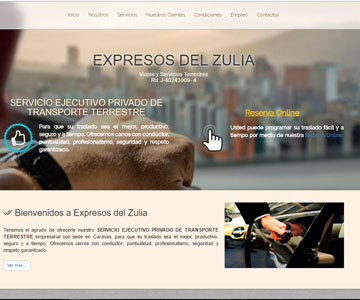 Inicio Nosotros Servicios Nuestros Clientes Condiciones Empleo Contactos
EXPRESOS DEL ZULIA
Viajes y Servicios Terrestres
Rif. J-40243009- 4
SERVICIO EJECUTIVO PRIVADO DE
TRANSPORTE TERRESTRE
Para que su traslado sea el mejor, productivo,
seguro y a tiempo. Ofrecemos carros con conductor,
puntualidad, profesionalismo, seguridad y respeto
garantizado.
Reserva Online
Usted puede programar su traslado fácil y a
tiempo por medio de nuestra Reserva Online
Bienvenidos a Expresos del Zulia
Tenemos el agrado de ofrecerle nuestro SERVICIO EJECUTIVO PRIVADO DE TRANSPORTE
TERRESTRE empresarial con sede en Caracas, para que su traslado sea el mejor, productivo,
seguro y a tiempo. Ofrecemos carros con conductor, puntualidad, profesionalismo, seguridad y
respeto garantizado.
Ver más...